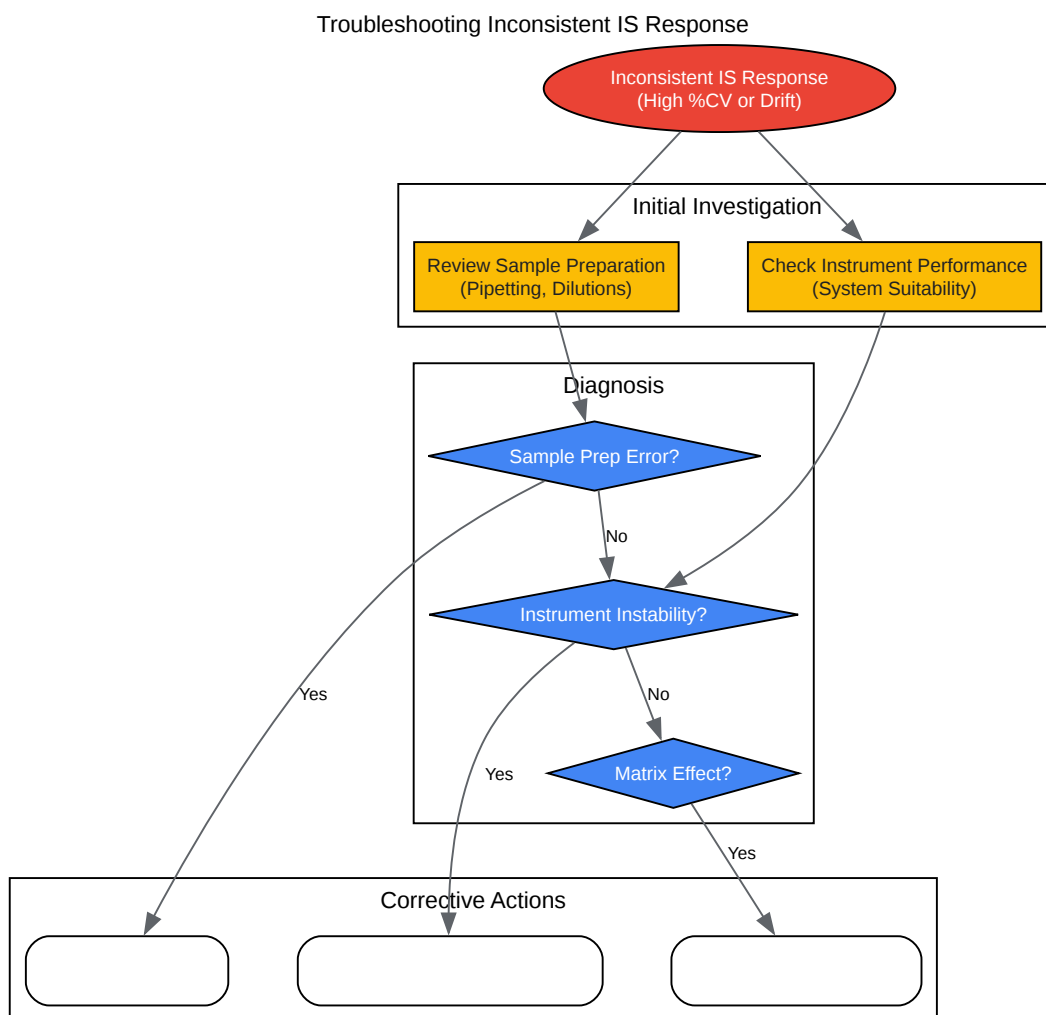 Troubleshooting Inconsistent IS Response
Inconsistent IS Response
(High %CV or Drift)
Initial Investigation
Review Sample Preparation
(Pipetting, Dilutions)
Check Instrument Performance
(System Suitability)
Diagnosis
Sample Prep Error?
No
Instrument Instability?
No
Yes
Yes
Matrix Effect?
Yes
Corrective Actions